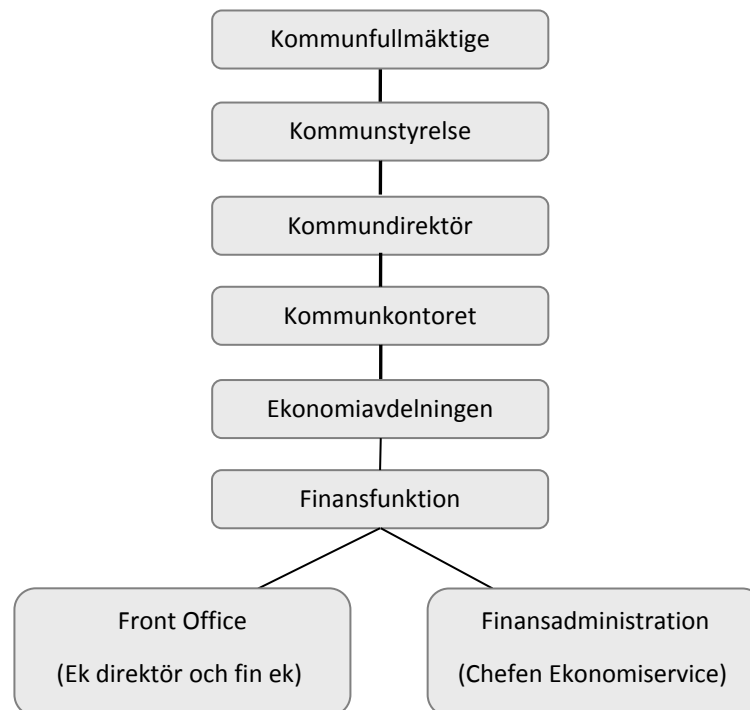 Kommunfullmäktige
Kommunstyrelse
Kommundirektör
Kommunkontoret
Ekonomiavdelningen
Finansfunktion
Front Office
(Ek direktör och fin ek)
Finansadministration
(Chefen Ekonomiservice)